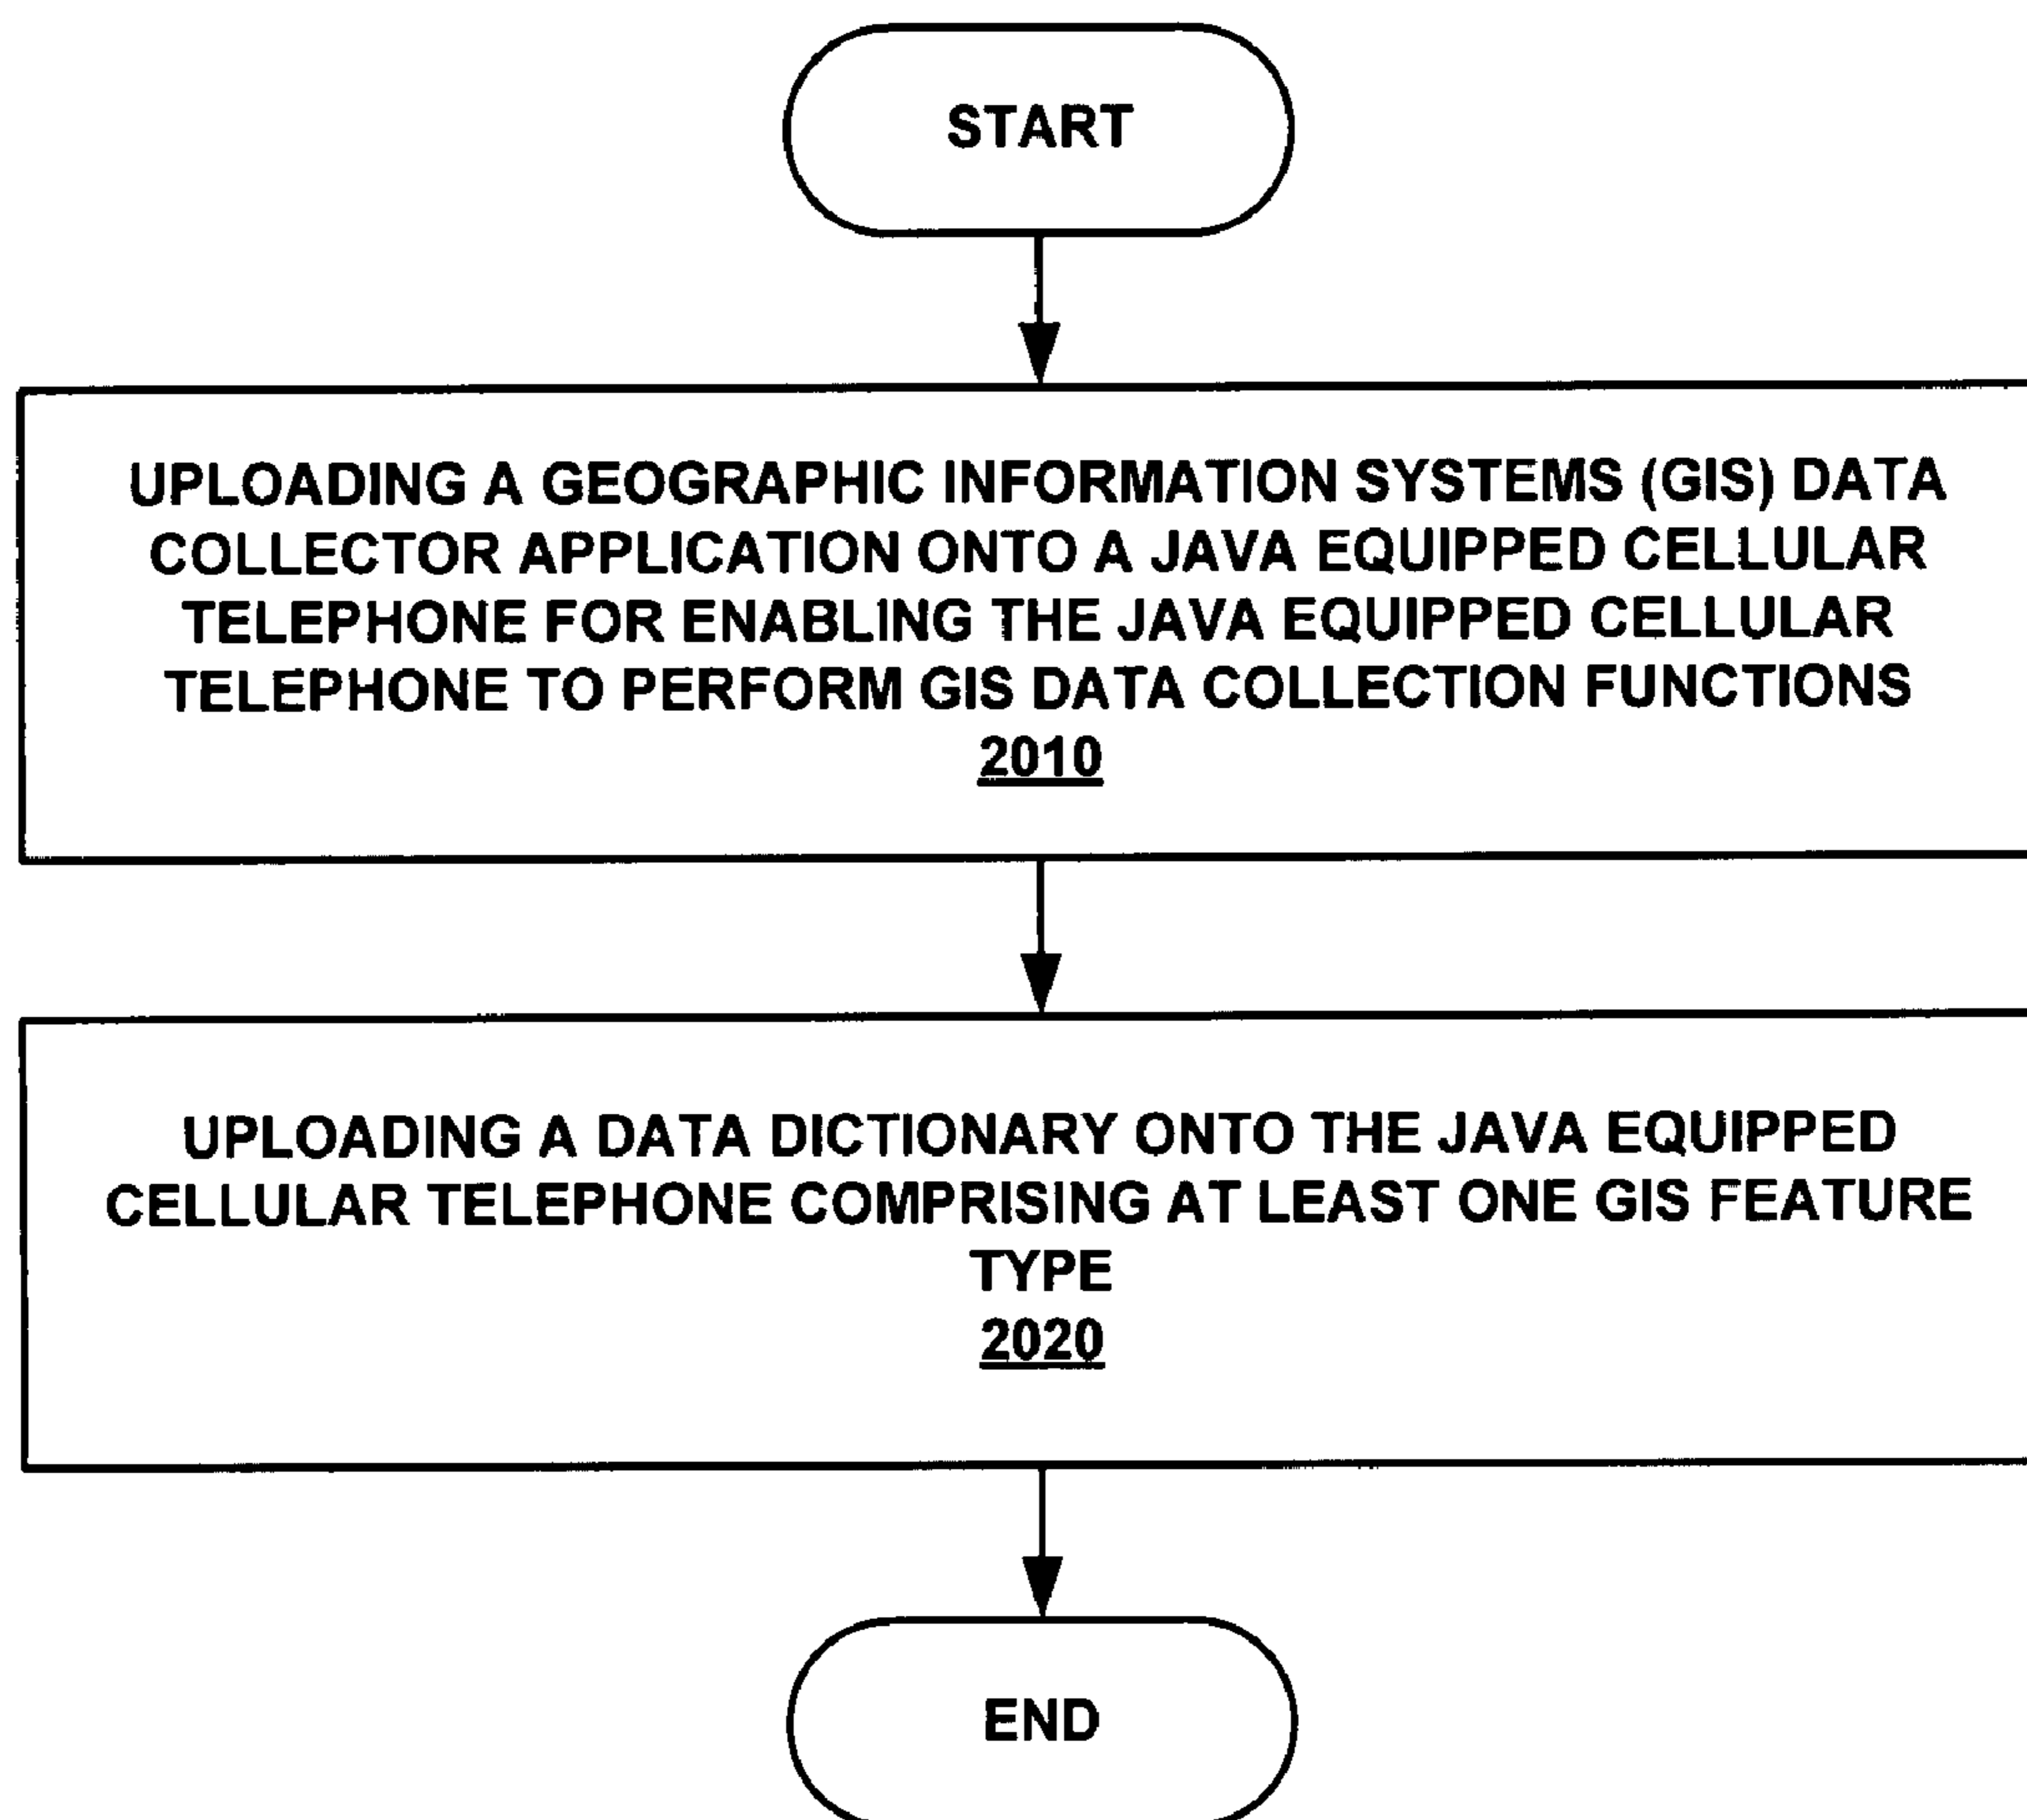 START
UPLOADING A GEOGRAPHIC INFORMATION SYSTEMS (GIS) DATA
COLLECTOR APPLICATION ONTO A JAVA EQUIPPED CELLULAR
TELEPHONE FOR ENABLING THE JAVA EQUIPPED CELLULAR
TELEPHONE TO PERFORM GIS DATA COLLECTION FUNCTIONS
2010
UPLOADING A DATA DICTIONARY ONTO THE JAVA EQUIPPED
CELLULAR TELEPHONE COMPRISING AT LEAST ONE GIS FEATURE
TYPE
2020
END